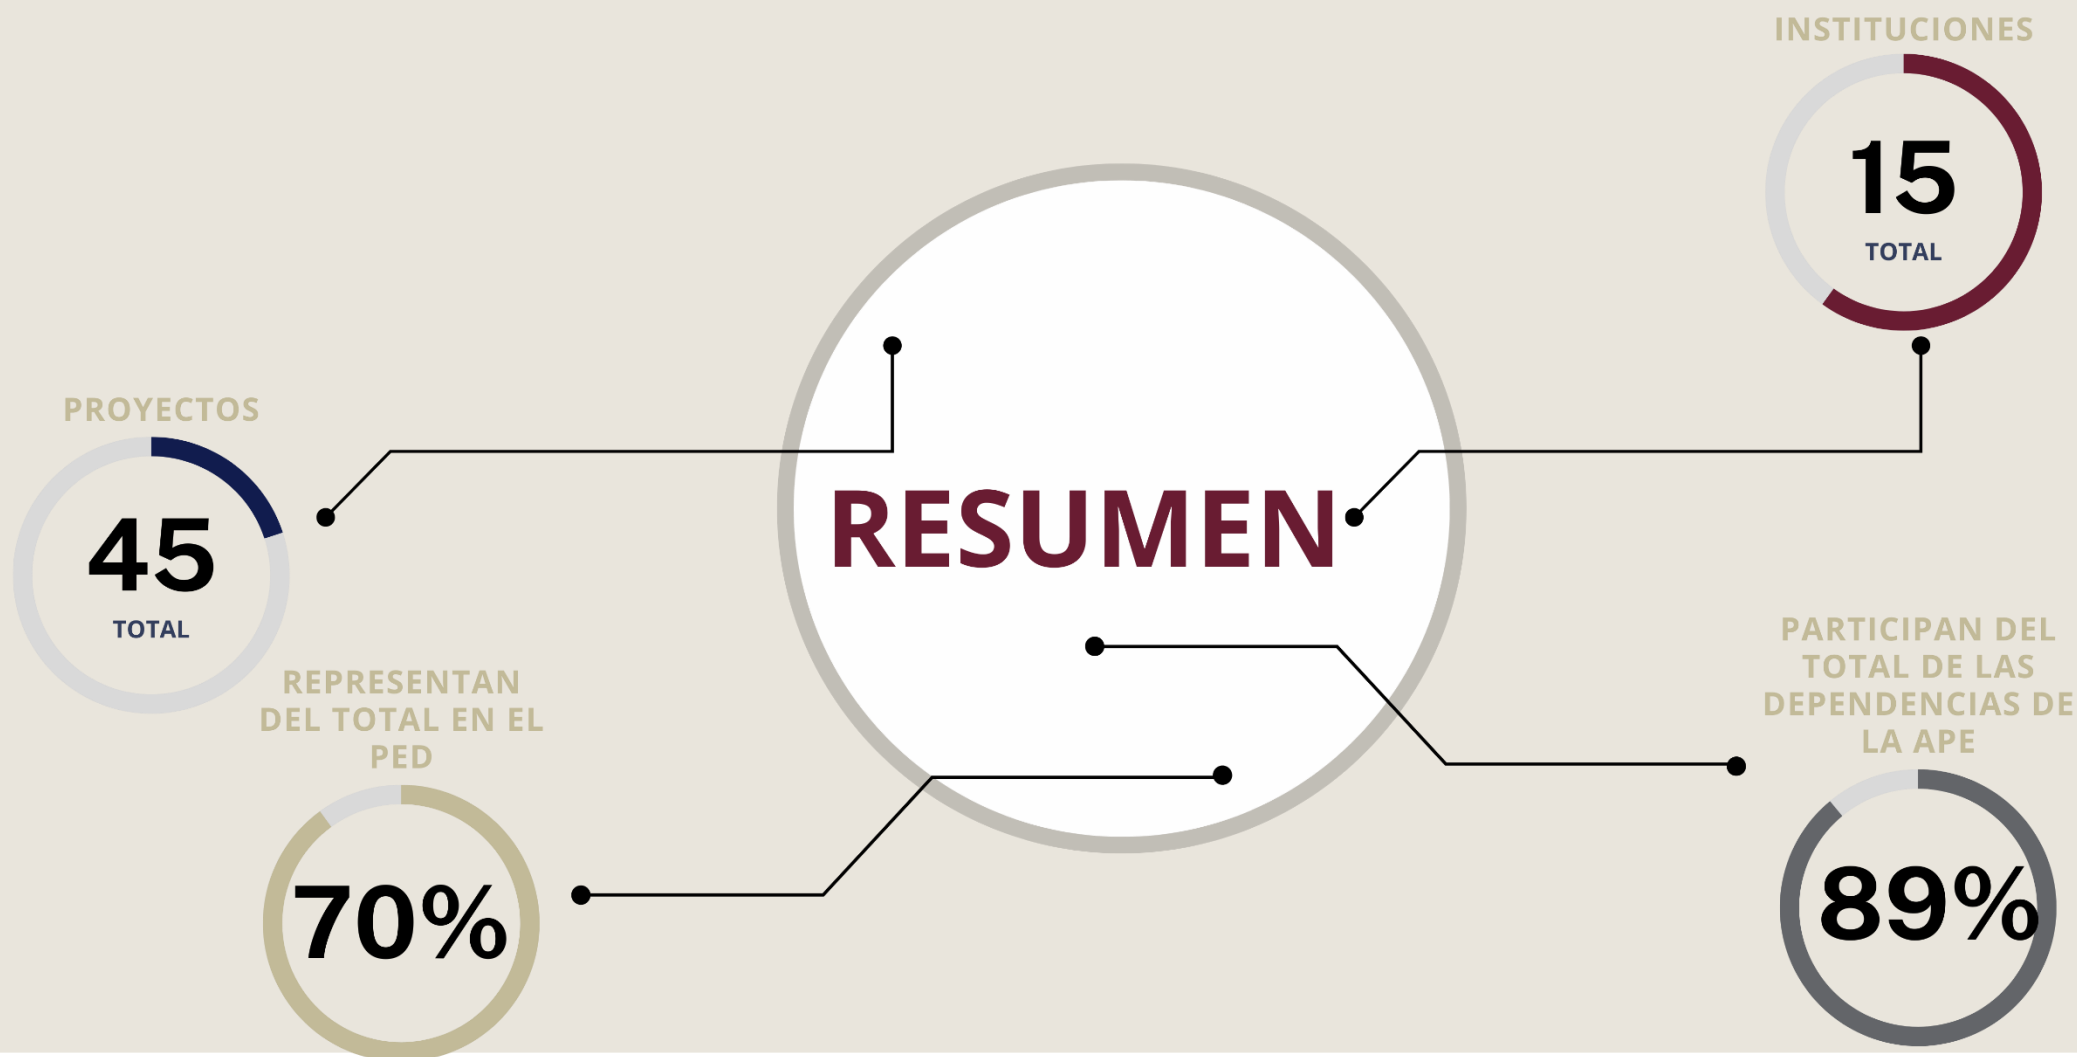 INSTITUCIONES
15
TOTAL
PROYECTOS
45
TOTAL
RESUMEN
REPRESENTAN
DEL TOTAL EN EL
PED
70%
PARTICIPAN DEL
TOTAL DE LAS
DEPENDENCIAS DE
LA APE
89%